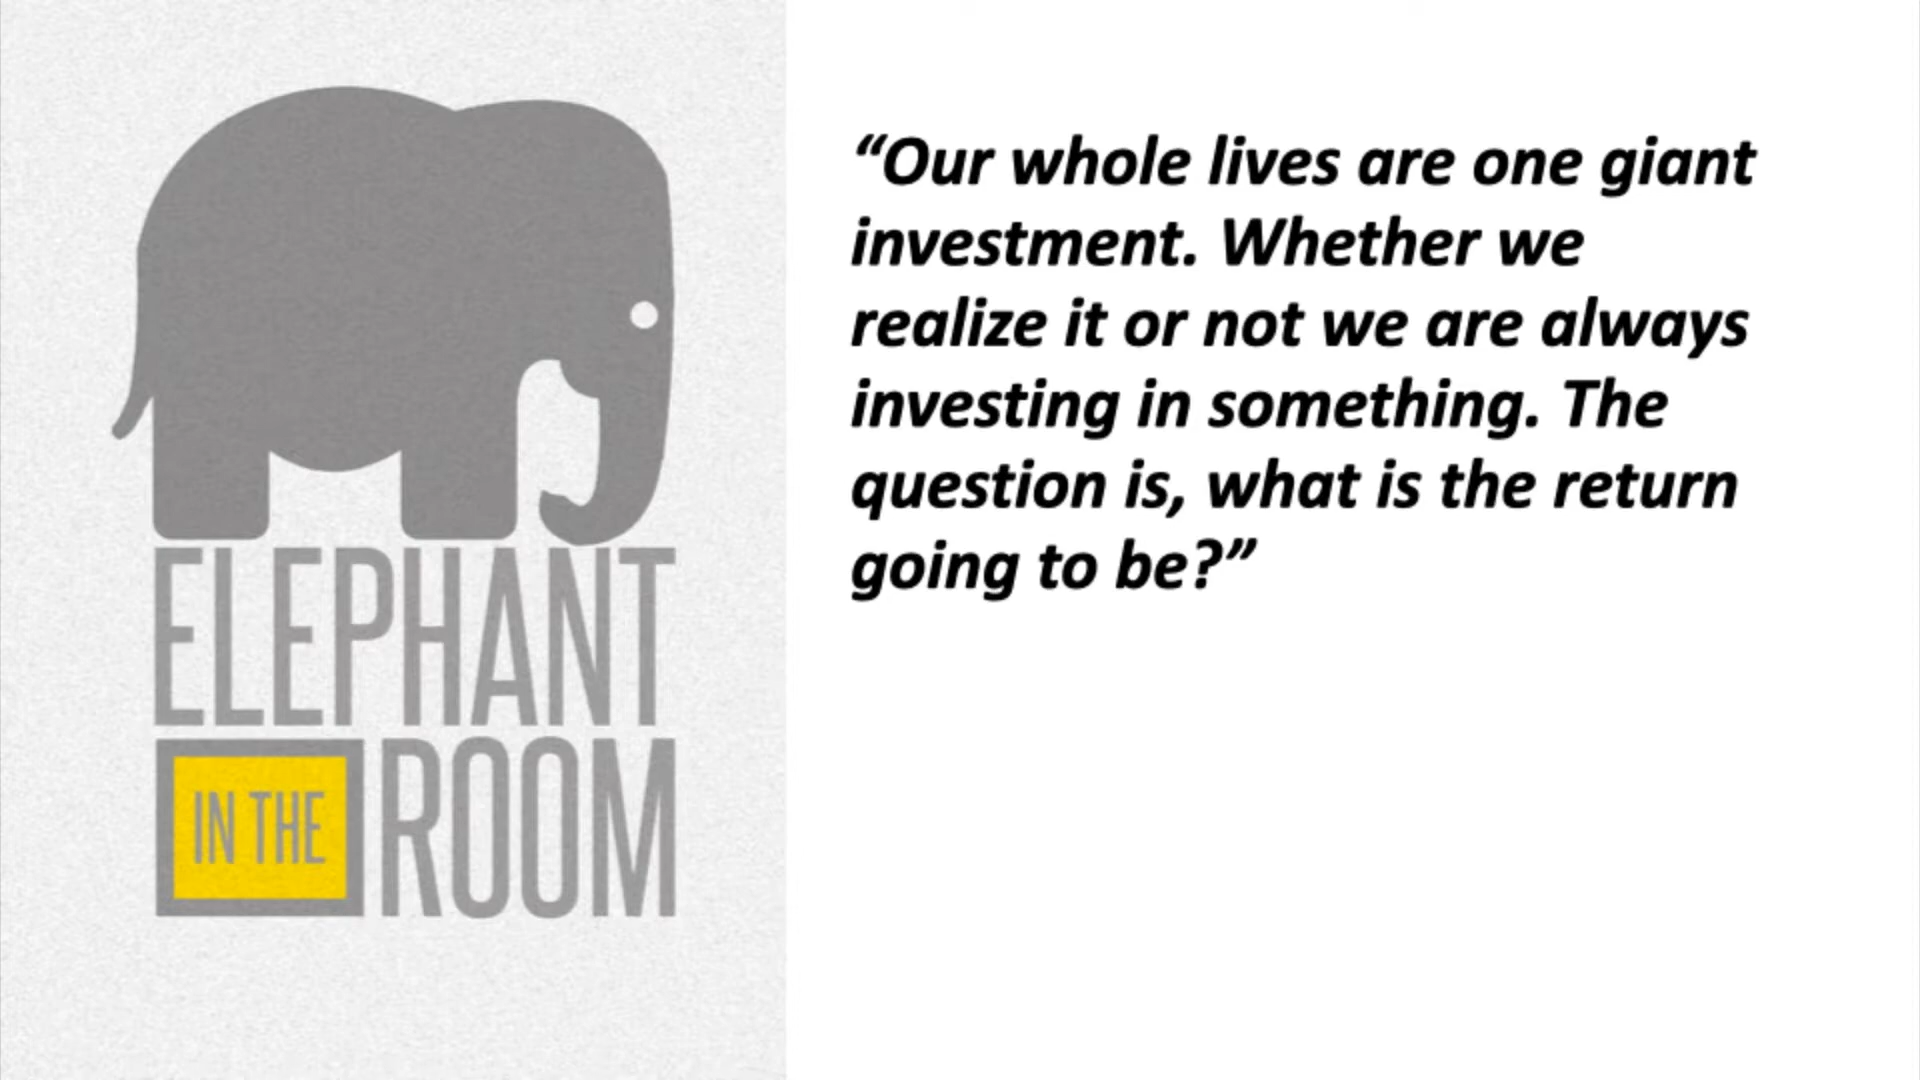 ELEPHANT
IN THE ROOM
“Our whole lives are one giant
investment. Whether we
realize it or not we are always
investing in something. The
question is, what is the return
going to be?”